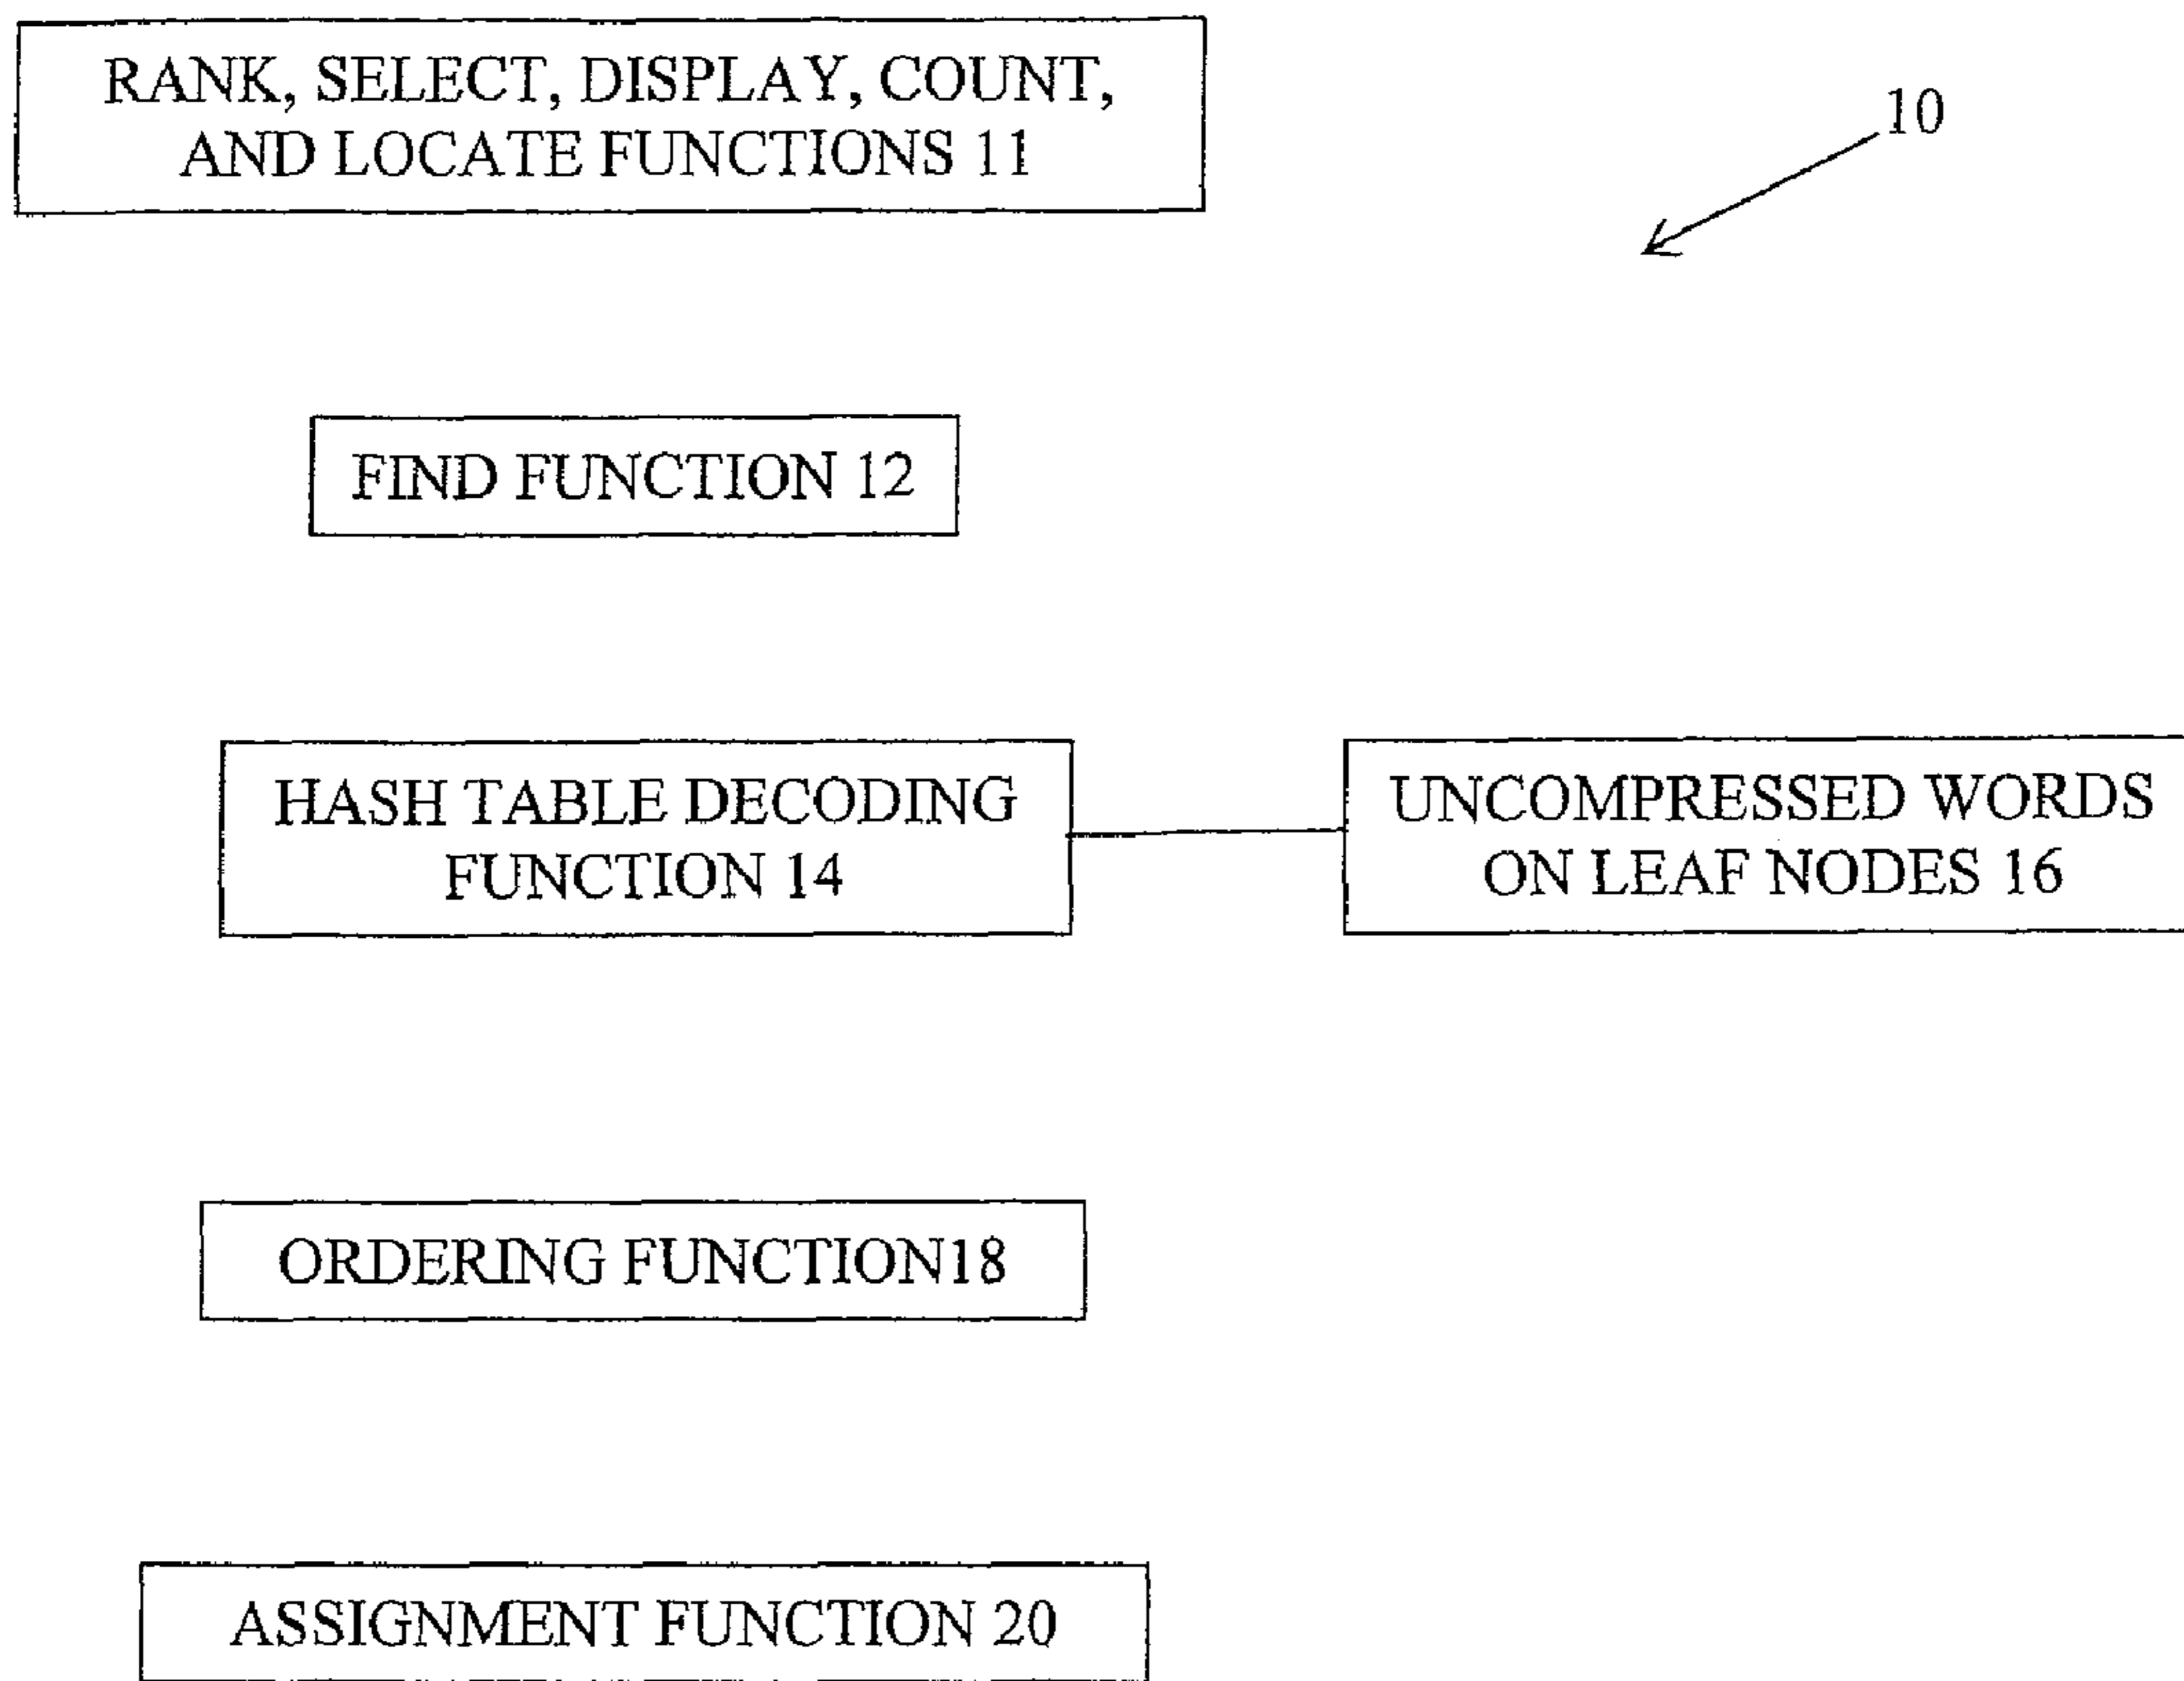 RANK, SELECT, DISPLAY, COUNT,
AND LOCATE FUNCTIONS 11
10
FIND FUNCTION 12
HASH TABLE DECODING
FUNCTION 14
UNCOMPRESSED WORDS
ON LEAF NODES 16
ORDERING FUNCTION18
ASSIGNMENT FUNCTION 20